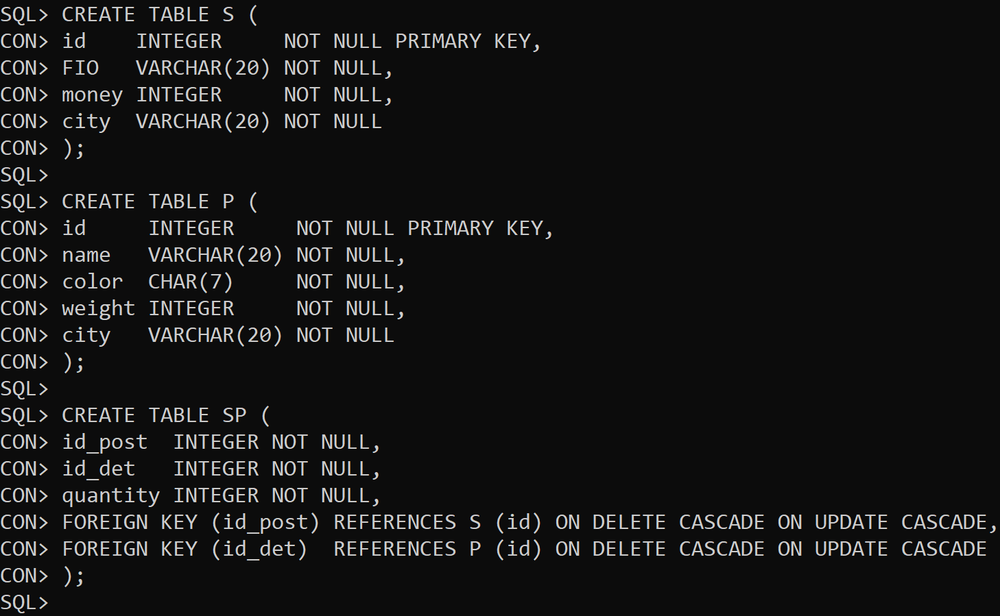 SQL> CREATE TABLE S (
CON> id    INTEGER     NOT NULL PRIMARY KEY,
CON> FIO   VARCHAR(20) NOT NULL,
CON> money INTEGER     NOT NULL,
CON> city  VARCHAR(20) NOT NULL
CON> );
SQL>
SQL> CREATE TABLE P (
CON> id     INTEGER     NOT NULL PRIMARY KEY,
CON> name   VARCHAR(20) NOT NULL,
CON> color  CHAR(7)     NOT NULL,
CON> weight INTEGER     NOT NULL,
CON> city   VARCHAR(20) NOT NULL
CON> );
SQL>
SQL> CREATE TABLE SP (
CON> id_post  INTEGER NOT NULL,
CON> id_det   INTEGER NOT NULL,
CON> quantity INTEGER NOT NULL,
CON> FOREIGN KEY (id_post) REFERENCES S (id) ON DELETE CASCADE ON UPDATE CASCADE,
CON> FOREIGN KEY (id_det)  REFERENCES P (id) ON DELETE CASCADE ON UPDATE CASCADE
CON> );
SQL>